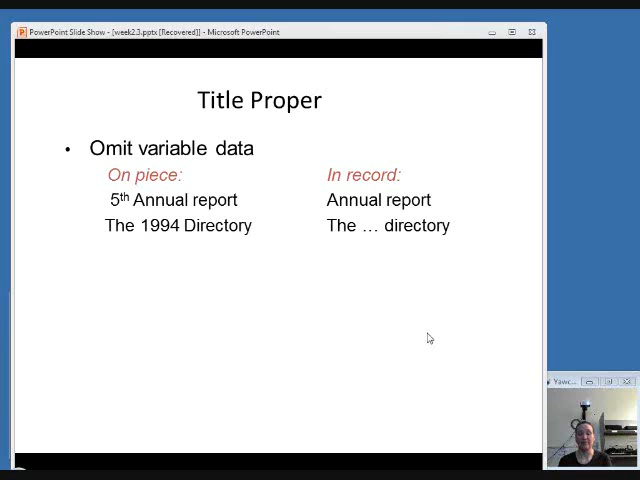 PowerPoint Slide Show - [week2.3.pptx [Recovered]] - Microsoft PowerPoint
Title Proper
• Omit variable data
On piece: In record:
5th Annual report Annual report
The 1994 Directory The … directory
Yawc...